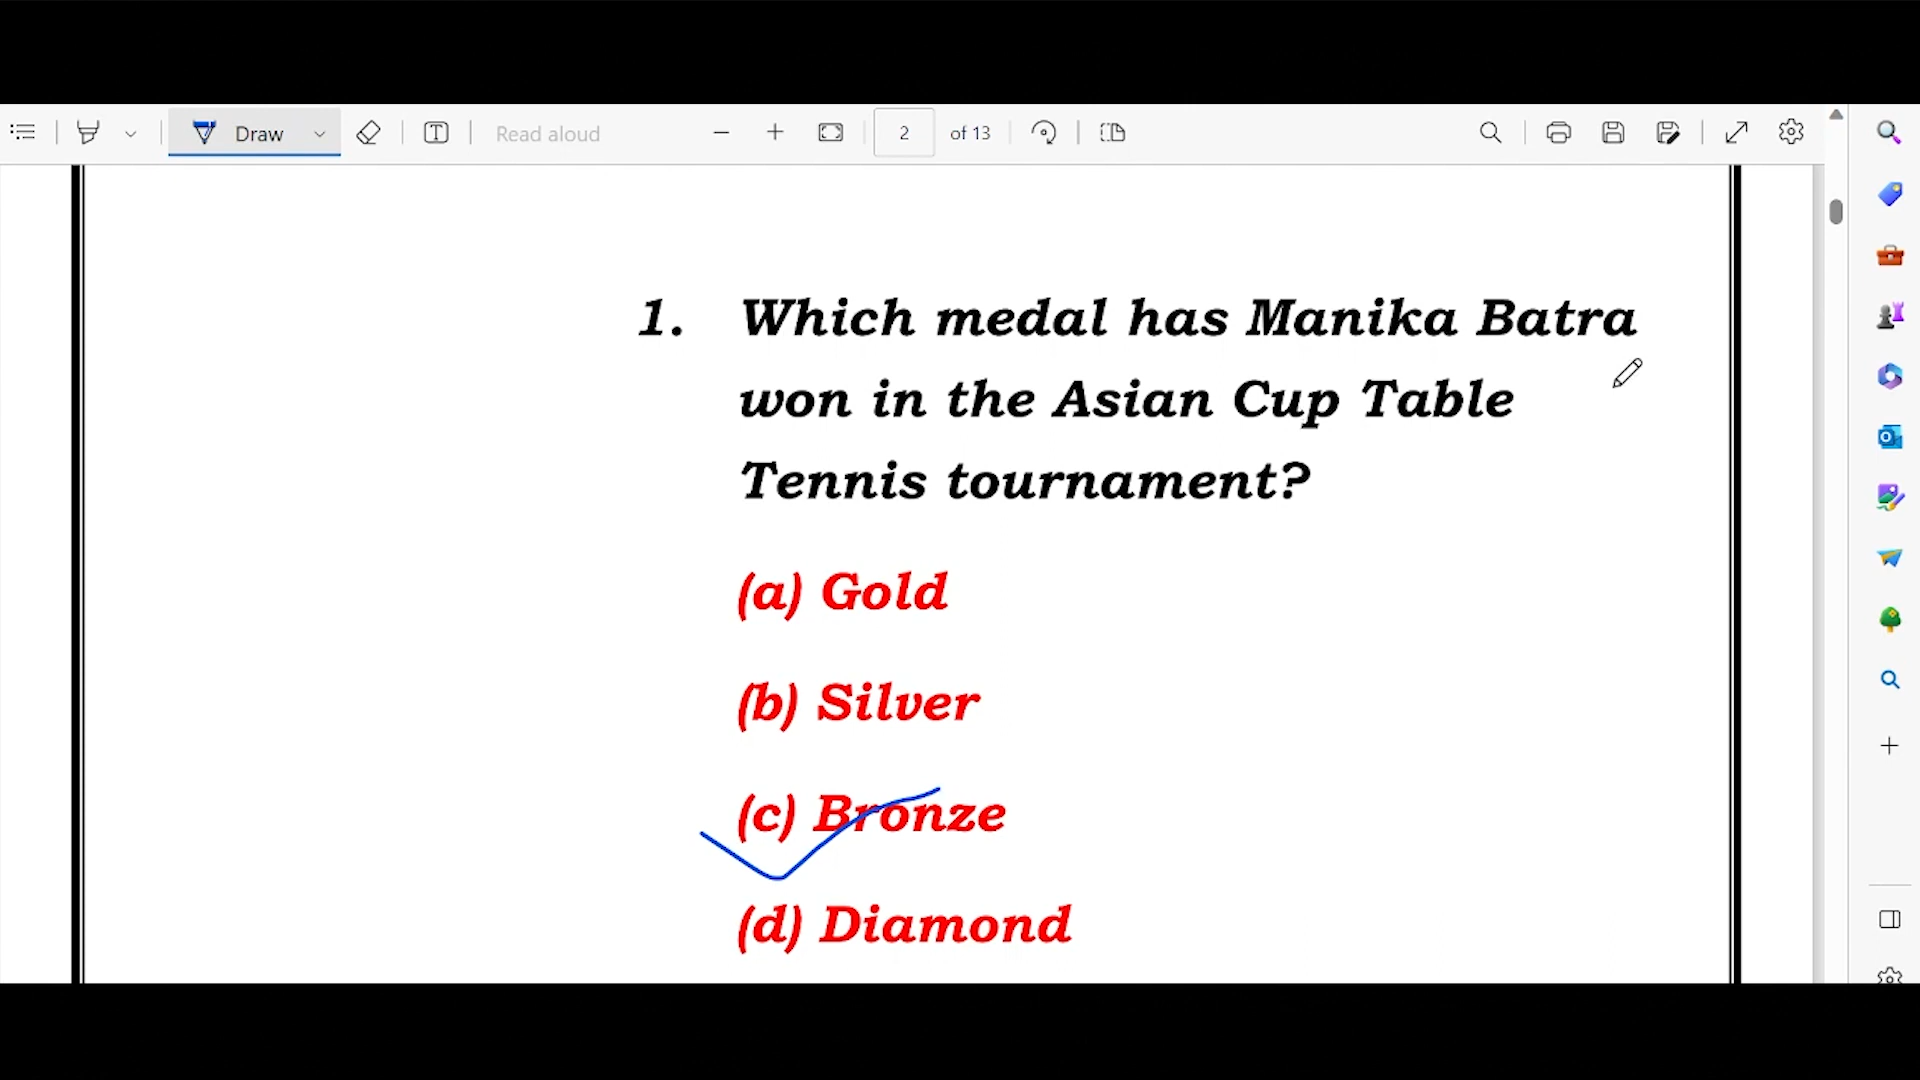 Draw
Read aloud
2 of 13
1. Which medal has Manika Batra
won in the Asian Cup Table
Tennis tournament?
(a) Gold
(b) Silver
(c) Bronze
(d) Diamond